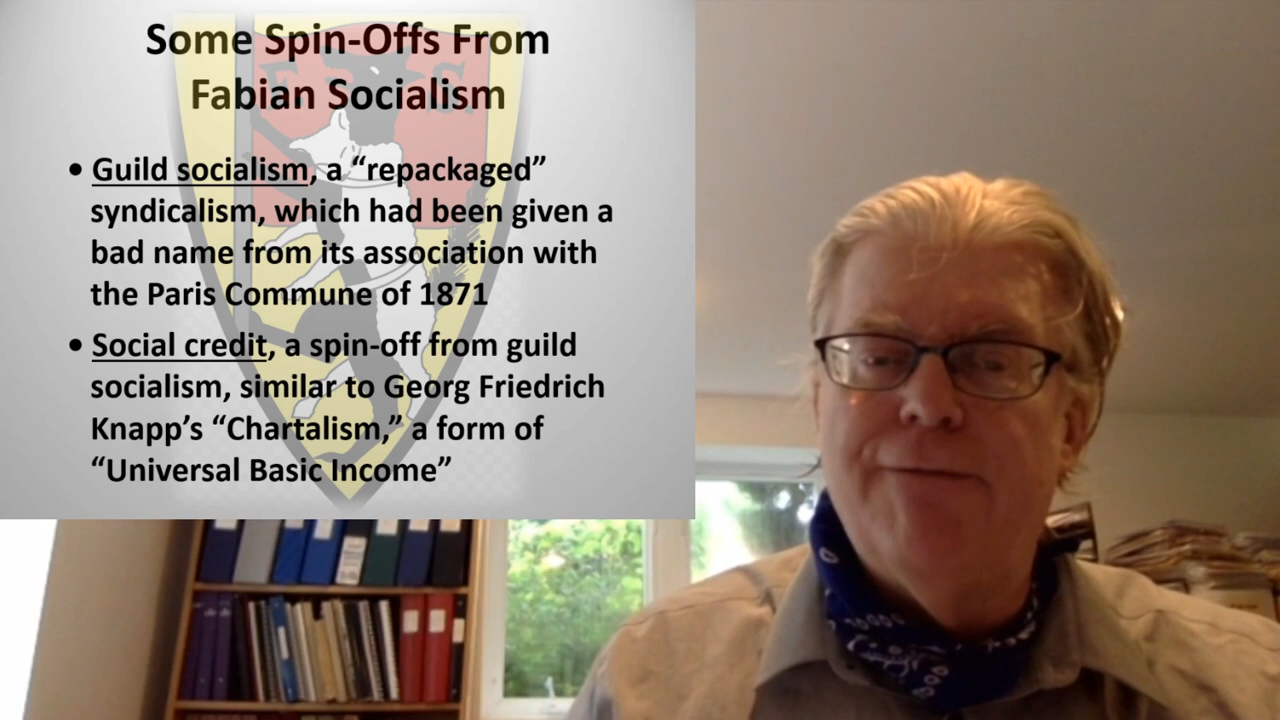 Some Spin-Offs From
Fabian Socialism
• Guild socialism, a “repackaged”
syndicalism, which had been given a
bad name from its association with
the Paris Commune of 1871
• Social credit, a spin-off from guild
socialism, similar to Georg Friedrich
Knapp’s “Chartalism,” a form of
“Universal Basic Income”
F S